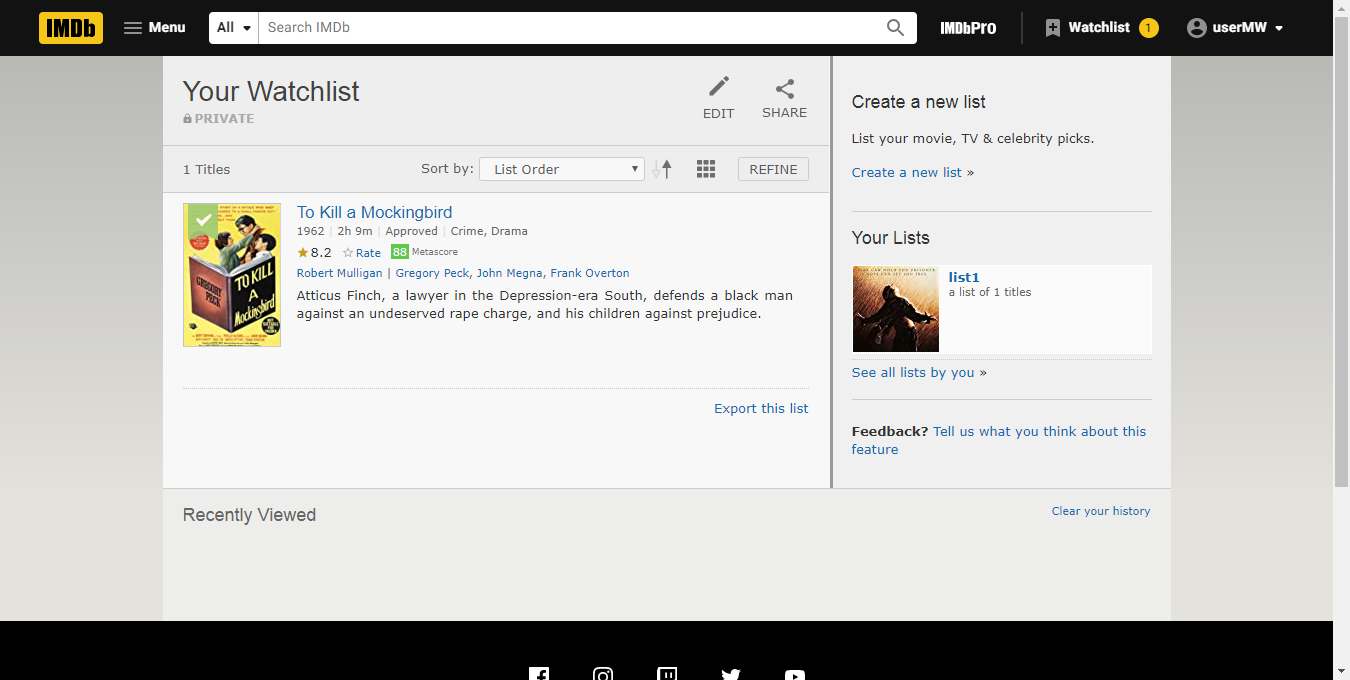 IMDb Menu All Search IMDb IMDbPro Watchlist 1 userMW
Your Watchlist
PRIVATE
EDIT
SHARE
1 Titles
Sort by: List Order
REFINE
To Kill a Mockingbird
1962 | 2h 9m | Approved | Crime, Drama
8.2 Rate 88 Metascore
Robert Mulligan | Gregory Peck, John Megna, Frank Overton
Atticus Finch, a lawyer in the Depression-era South, defends a black man
against an undeserved rape charge, and his children against prejudice.
GREGORY
PECK
TO KILL
A
Mockingbird
Export this list
Create a new list
List your movie, TV & celebrity picks.
Create a new list »
Your Lists
list1
a list of 1 titles
See all lists by you »
Feedback? Tell us what you think about this
feature
Recently Viewed
Clear your history